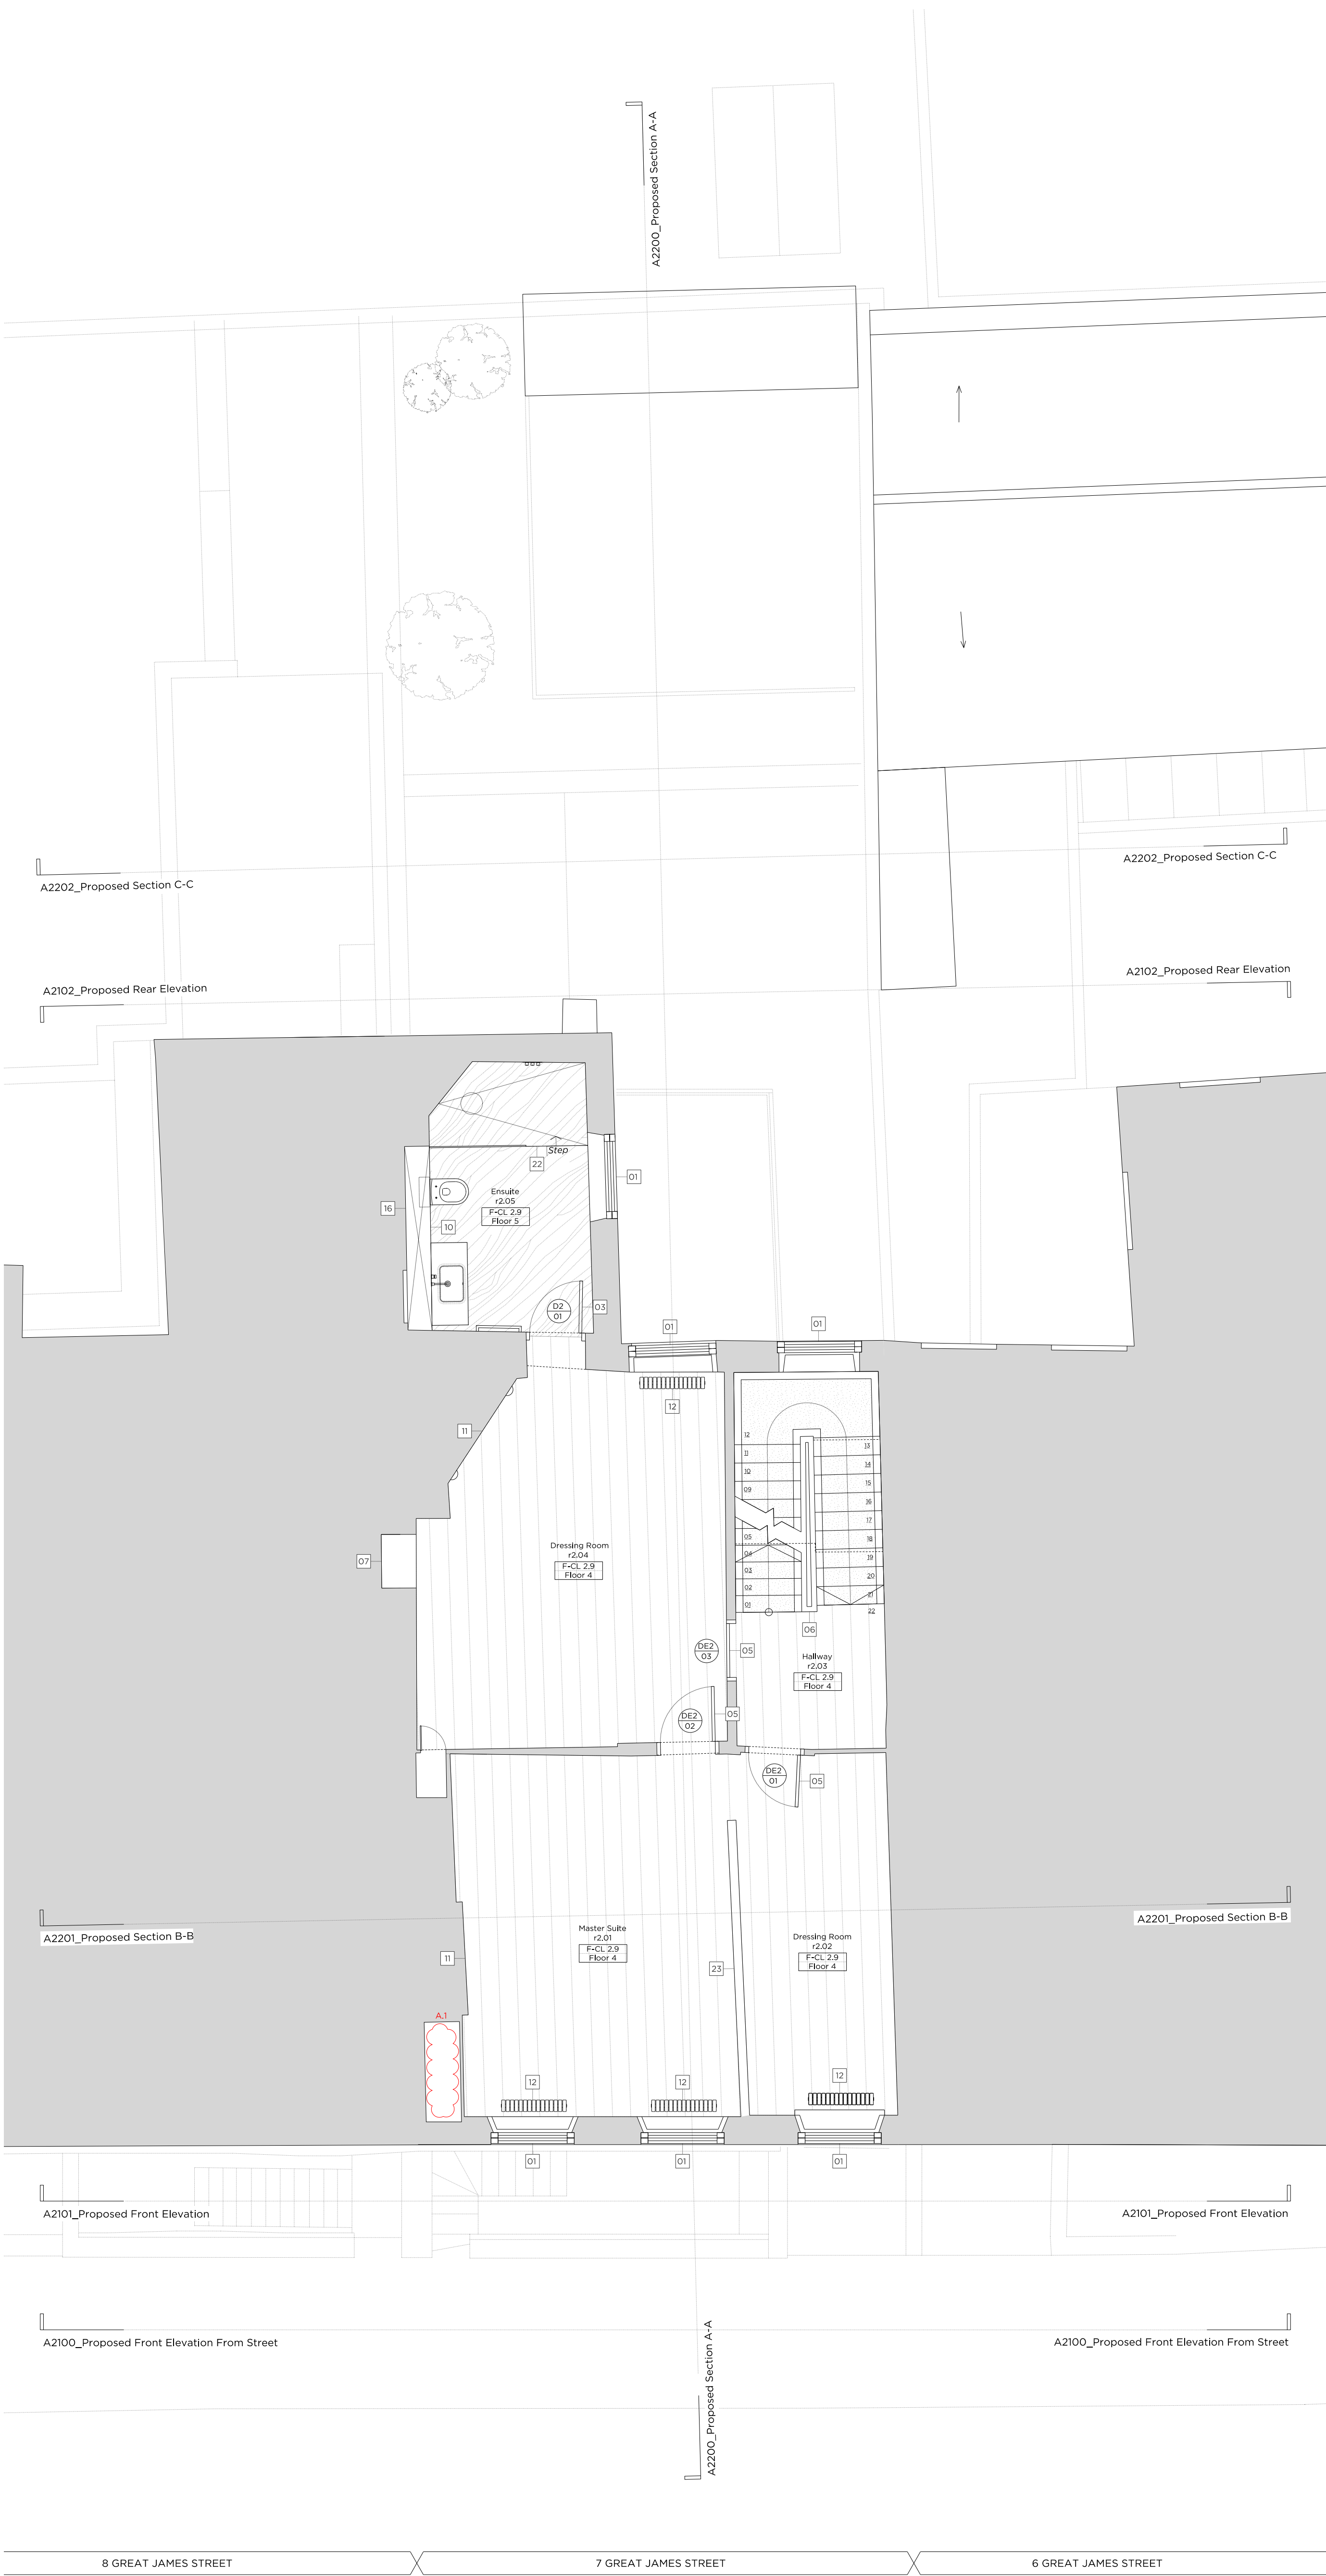 A2200_Proposed Section A-A
A2202_Proposed Section C-C
A2202_Proposed Section C-C
A2102_Proposed Rear Elevation
A2102_Proposed Rear Elevation
Step
22
01
16
Ensuite
r2.05
F-CL 2.9
Floor 5
10
D2
01
03
01
01
12
11
12
11
10
09
05
04
03
02
01
13
14
15
16
17
18
19
20
21
22
06
Dressing Room
r2.04
F-CL 2.9
Floor 4
07
DE2
03
05
Hallway
r2.03
F-CL 2.9
Floor 4
DE2
02
05
DE2
01
05
A2201_Proposed Section B-B
A2201_Proposed Section B-B
Master Suite
r2.01
F-CL 2.9
Floor 4
Dressing Room
r2.02
F-CL 2.9
Floor 4
11
23
A.1
12
12
12
01
01
01
A2101_Proposed Front Elevation
A2101_Proposed Front Elevation
A2100_Proposed Front Elevation From Street
A2100_Proposed Front Elevation From Street
A2200_Proposed Section A-A
8 GREAT JAMES STREET
7 GREAT JAMES STREET
6 GREAT JAMES STREET